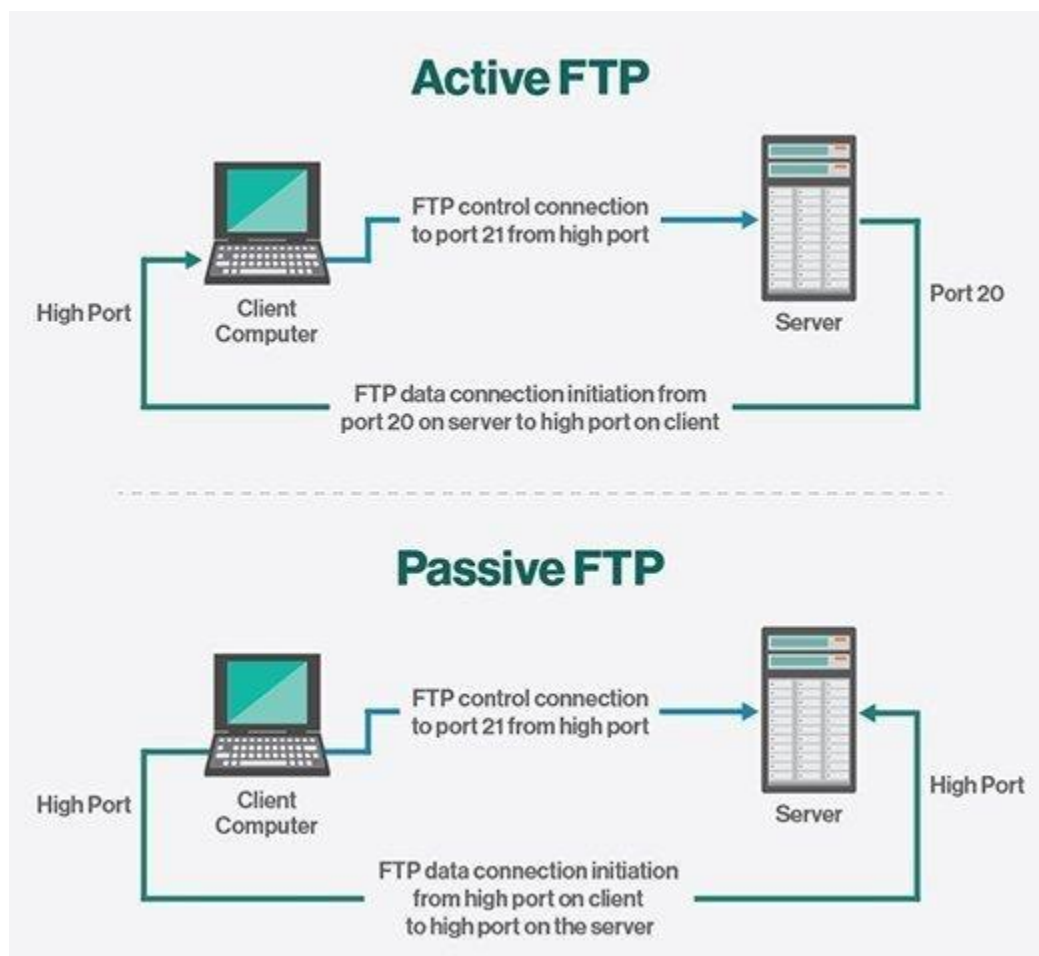 Active FTP
FTP control connection
to port 21 from high port
High Port
Client
Computer
Server
Port 20
FTP data connection initiation from
port 20 on server to high port on client
Passive FTP
FTP control connection
to port 21 from high port
High Port
Client
Computer
Server
High Port
FTP data connection initiation
from high port on client
to high port on the server